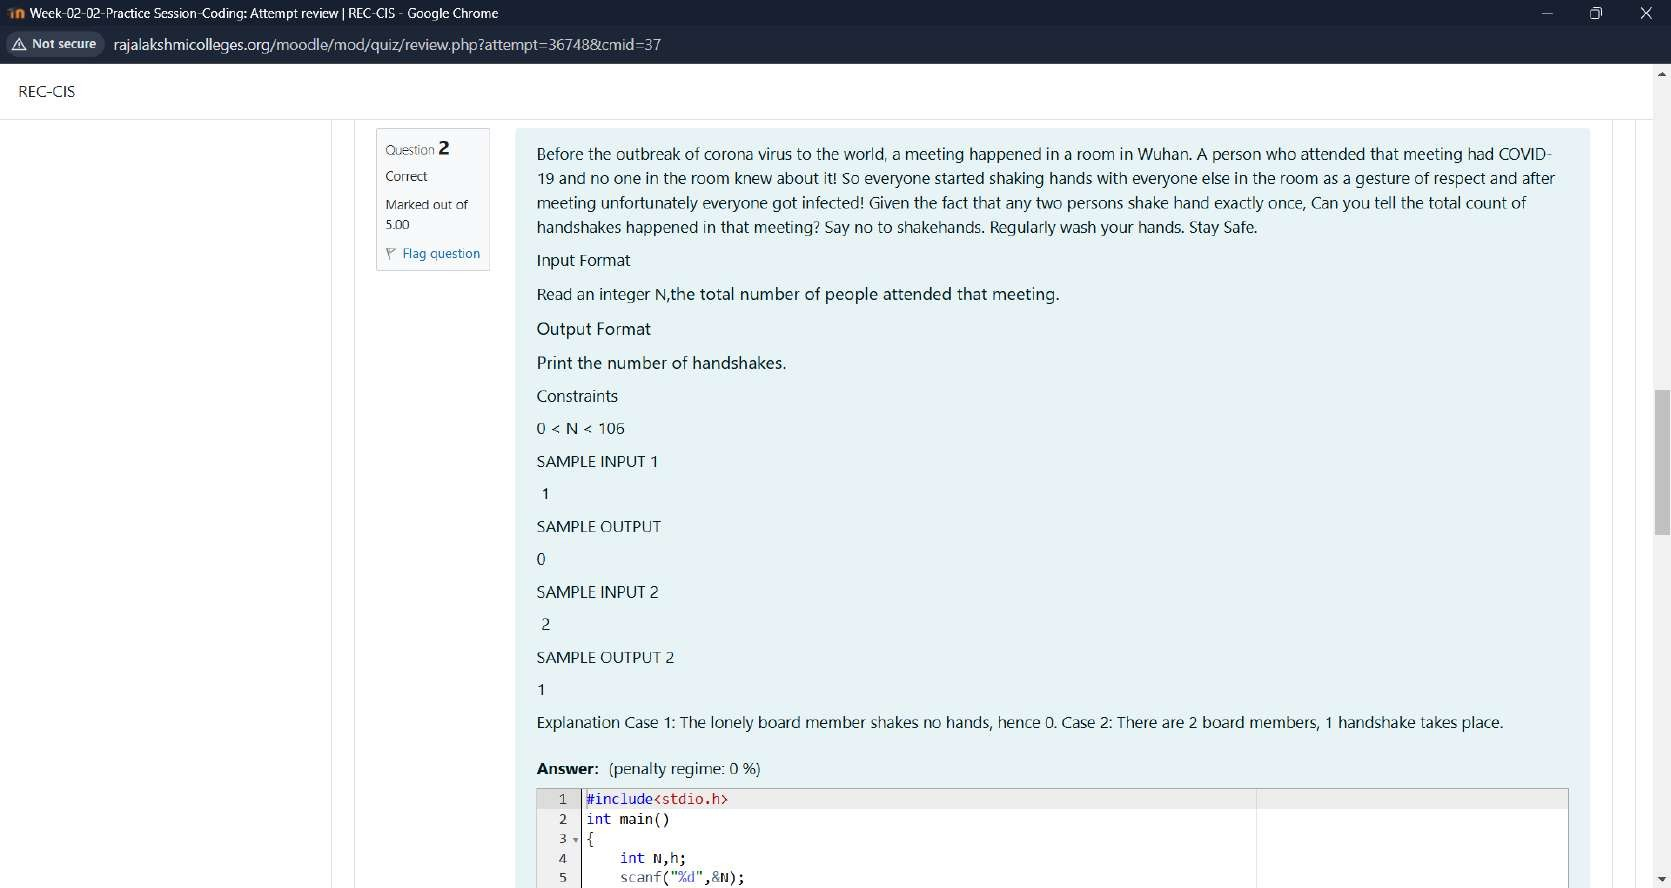 Week-02-02-Practice Session-Coding: Attempt review | REC-CIS - Google Chrome
Not secure rajalakshmicolleges.org/moodle/mod/quiz/review.php?attempt=36748&cmid=37
REC-CIS
Question 2
Correct
Marked out of
5.00
Flag question
Before the outbreak of corona virus to the world, a meeting happened in a room in Wuhan. A person who attended that meeting had COVID-
19 and no one in the room knew about it! So everyone started shaking hands with everyone else in the room as a gesture of respect and after
meeting unfortunately everyone got infected! Given the fact that any two persons shake hand exactly once, Can you tell the total count of
handshakes happened in that meeting? Say no to shakehands. Regularly wash your hands. Stay Safe.
Input Format
Read an integer N,the total number of people attended that meeting.
Output Format
Print the number of handshakes.
Constraints
0 < N < 106
SAMPLE INPUT 1
1
SAMPLE OUTPUT
0
SAMPLE INPUT 2
2
SAMPLE OUTPUT 2
1
Explanation Case 1: The lonely board member shakes no hands, hence 0. Case 2: There are 2 board members, 1 handshake takes place.
Answer: (penalty regime: 0 %)
1 #include<stdio.h>
2 int main()
3 {
4 int N,h;
5 scanf("%d",&N);